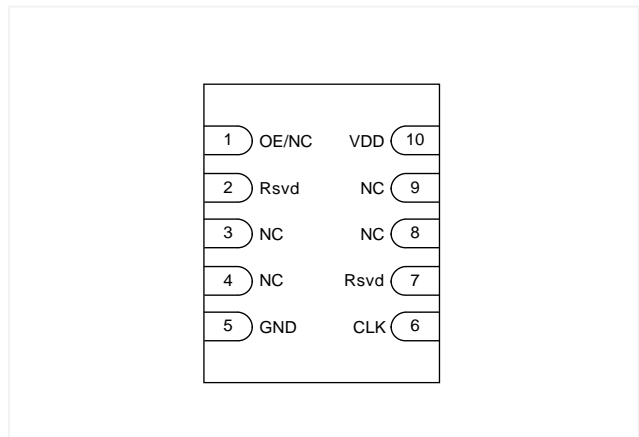 1 OE/NC VDD 10
2 Rsvd NC 9
3 NC NC 8
4 NC Rsvd 7
5 GND CLK 6